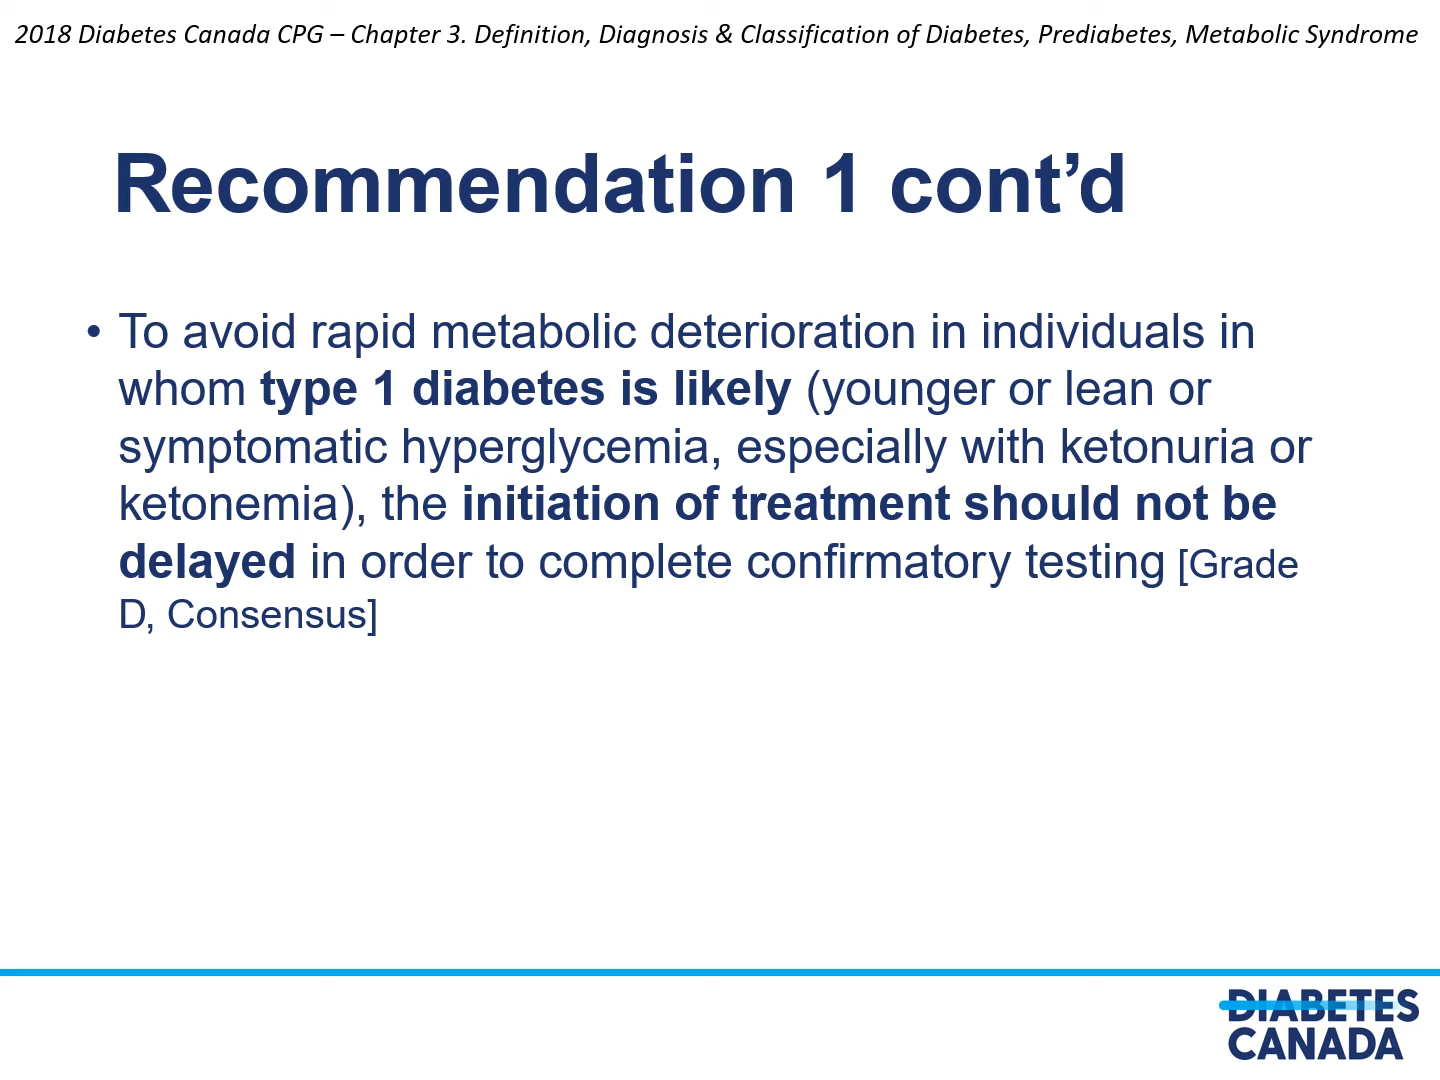 2018 Diabetes Canada CPG – Chapter 3. Definition, Diagnosis & Classification of Diabetes, Prediabetes, Metabolic Syndrome
Recommendation 1 cont’d
• To avoid rapid metabolic deterioration in individuals in
whom type 1 diabetes is likely (younger or lean or
symptomatic hyperglycemia, especially with ketonuria or
ketonemia), the initiation of treatment should not be
delayed in order to complete confirmatory testing [Grade
D, Consensus]
DIABETES
CANADA